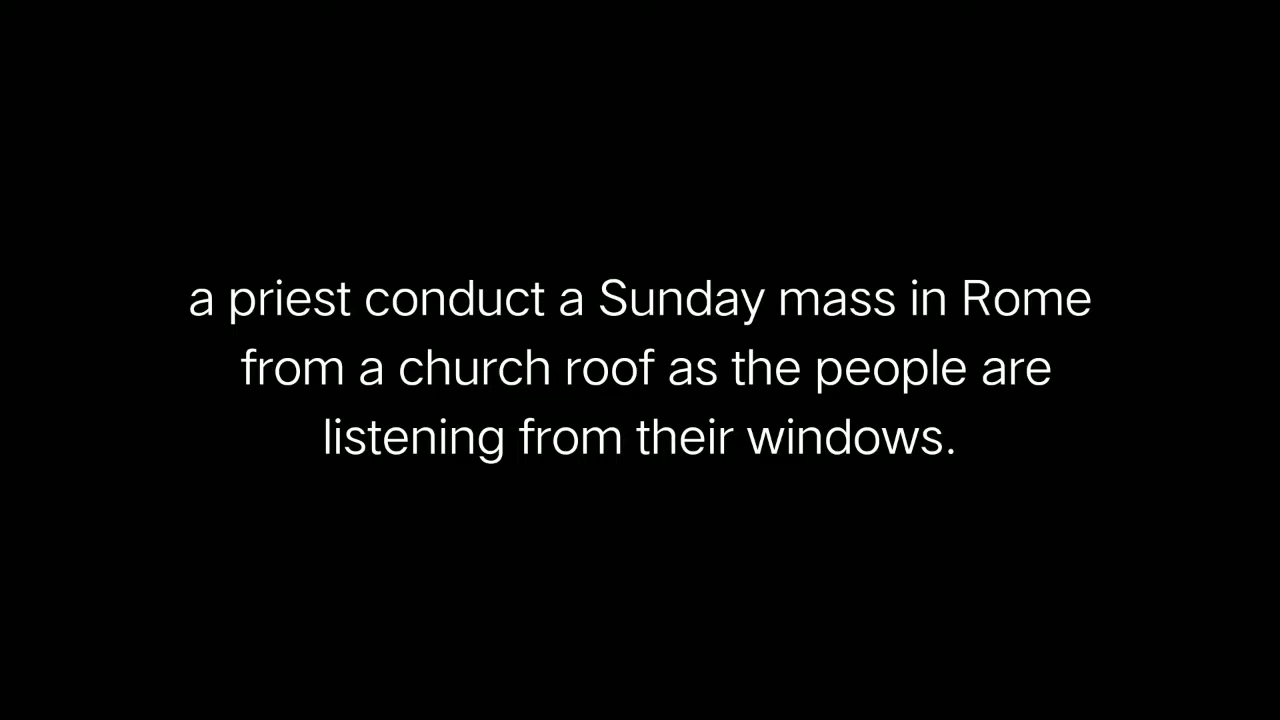 a priest conduct a Sunday mass in Rome
from a church roof as the people are
listening from their windows.